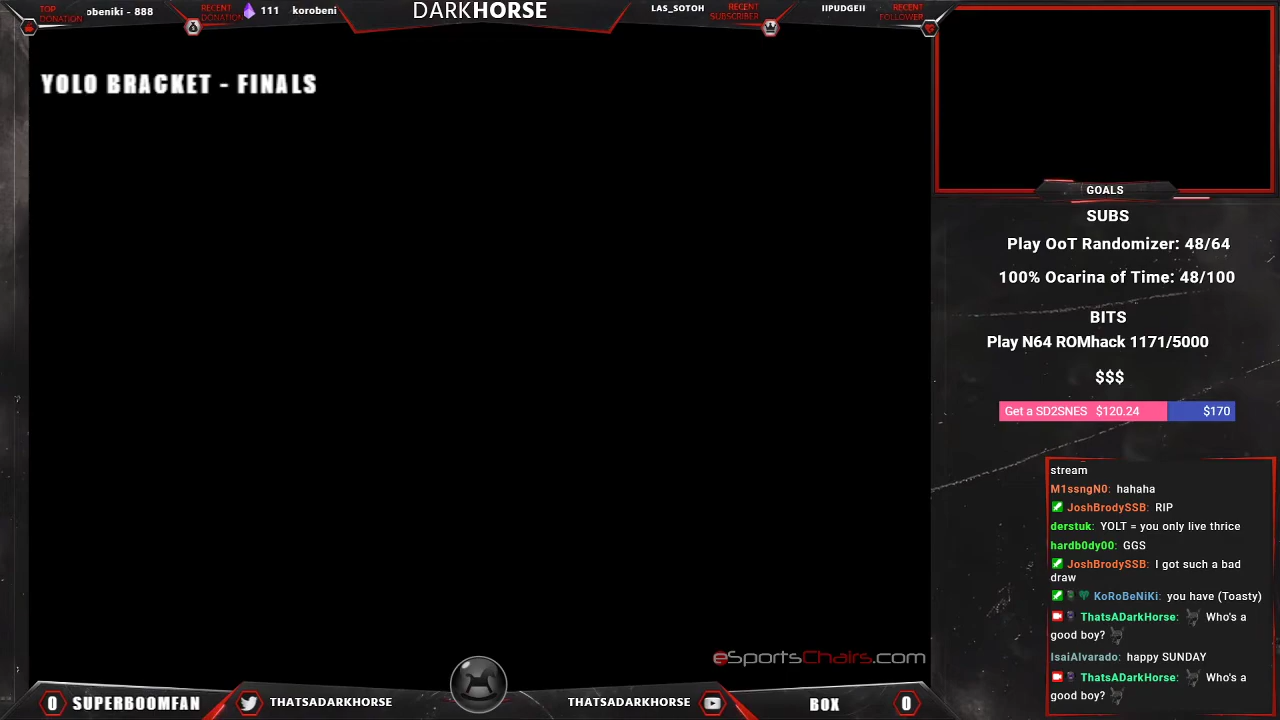 TOP
DONATION
obeniki - 888
RECENT
DONATION
111
korobeni
DARKHORSE
LAS_SOTOH
RECENT
SUBSCRIBER
IIPUDGEII
RECENT
FOLLOWER
YOLO BRACKET - FINALS
GOALS
SUBS
Play OoT Randomizer: 48/64
100% Ocarina of Time: 48/100
BITS
Play N64 ROMhack 1171/5000
$$$
Get a SD2SNES $120.24 $170
stream
M1ssngN0: hahaha
JoshBrodySSB: RIP
derstuk: YOLT = you only live thrice
hardb0dy00: GGS
JoshBrodySSB: I got such a bad
draw
KoRoBeNiKi: you have (Toasty)
ThatsADarkHorse: Who's a
good boy?
IsaiAlvarado: happy SUNDAY
ThatsADarkHorse: Who's a
good boy?
eSportsChairs.com
0 SUPERBOOMFAN
THATSADARKHORSE
THATSADARKHORSE
BOX 0